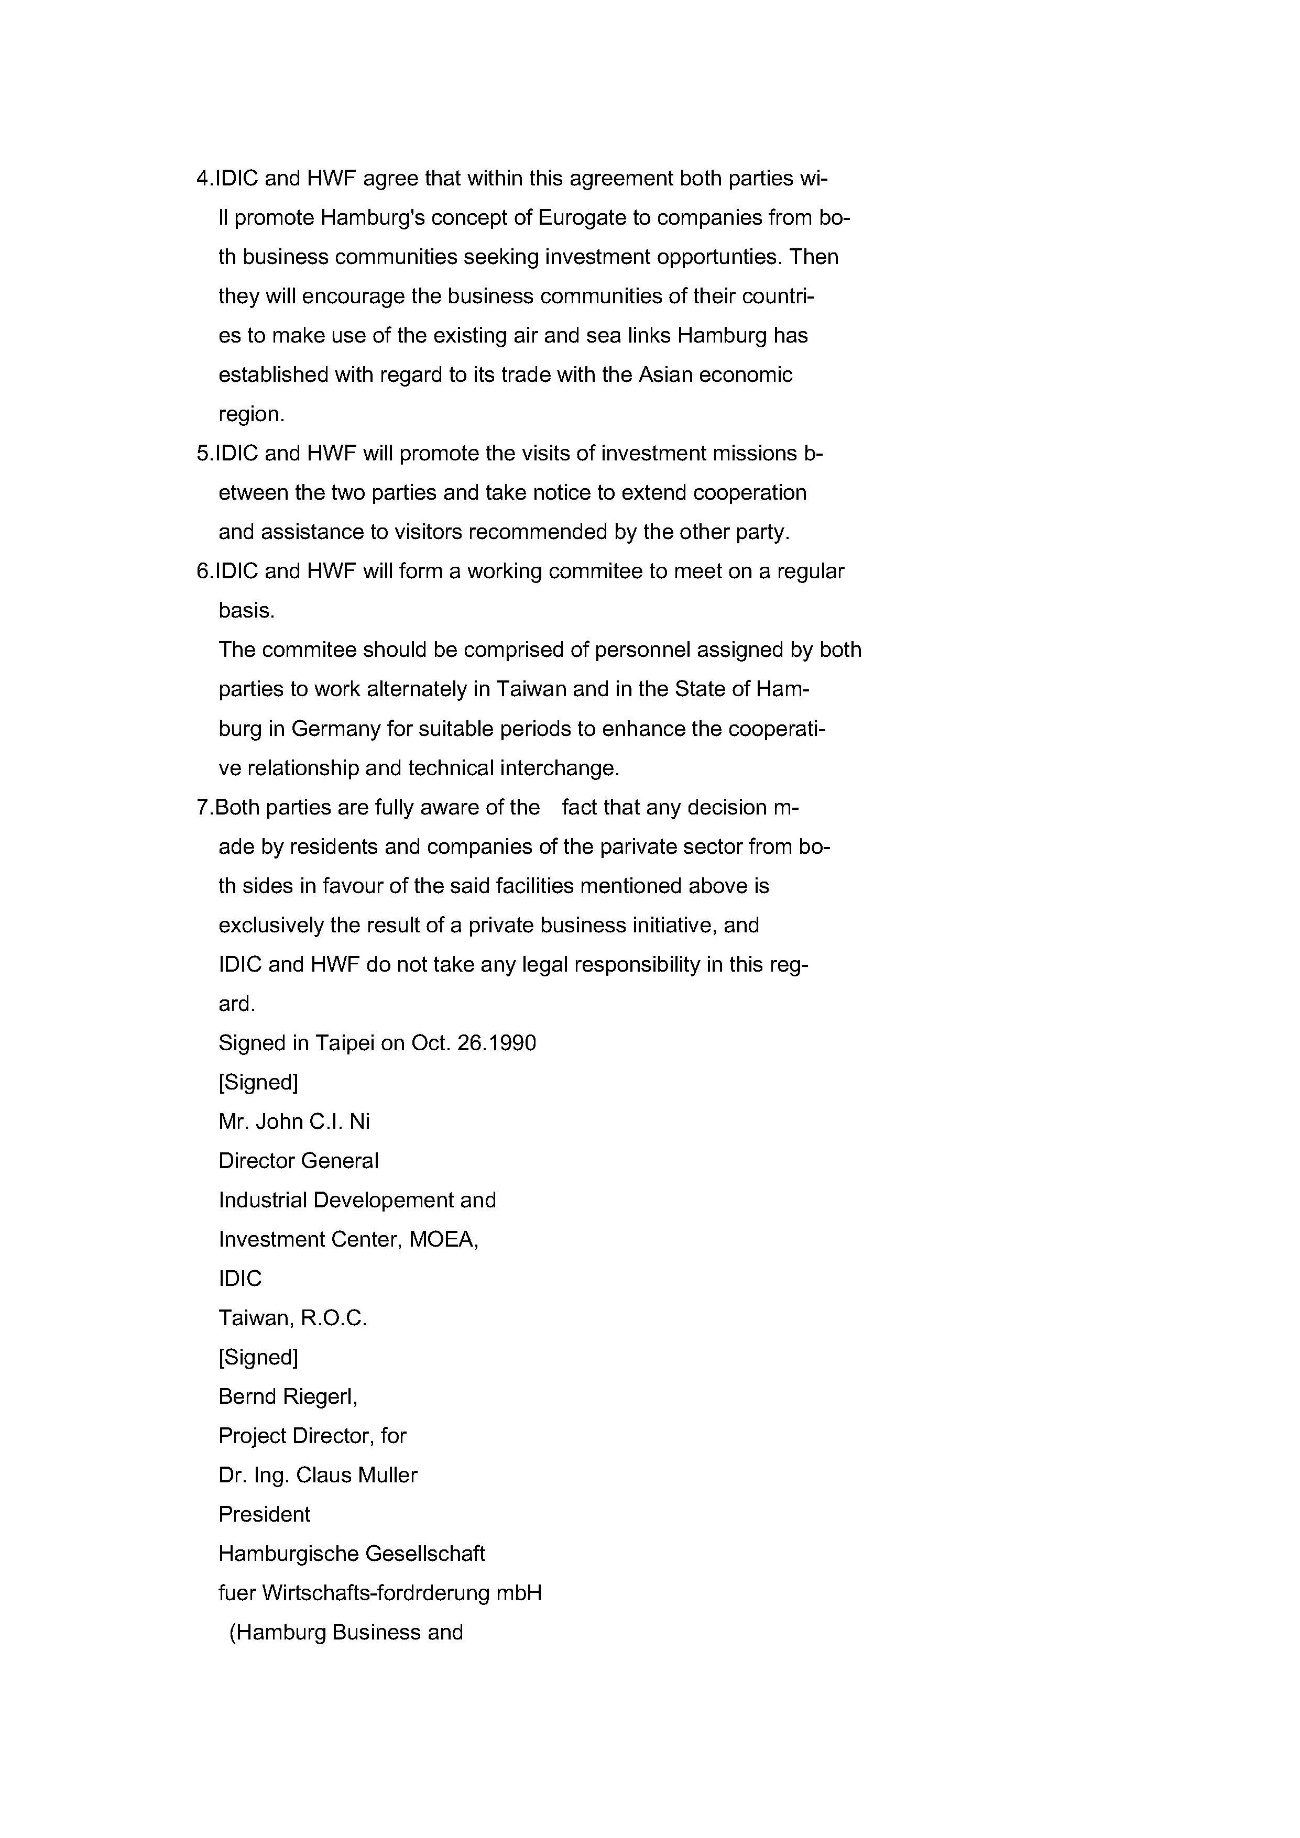 4.IDIC and HWF agree that within this agreement both parties wi-
ll promote Hamburg's concept of Eurogate to companies from bo-
th business communities seeking investment opportunties. Then
they will encourage the business communities of their countri-
es to make use of the existing air and sea links Hamburg has
established with regard to its trade with the Asian economic
region.
5.IDIC and HWF will promote the visits of investment missions b-
etween the two parties and take notice to extend cooperation
and assistance to visitors recommended by the other party.
6.IDIC and HWF will form a working commitee to meet on a regular
basis.
The commitee should be comprised of personnel assigned by both
parties to work alternately in Taiwan and in the State of Ham-
burg in Germany for suitable periods to enhance the cooperati-
ve relationship and technical interchange.
7.Both parties are fully aware of the fact that any decision m-
ade by residents and companies of the parivate sector from bo-
th sides in favour of the said facilities mentioned above is
exclusively the result of a private business initiative, and
IDIC and HWF do not take any legal responsibility in this reg-
ard.
Signed in Taipei on Oct. 26.1990
[Signed]
Mr. John C.I. Ni
Director General
Industrial Developement and
Investment Center, MOEA,
IDIC
Taiwan, R.O.C.
[Signed]
Bernd Riegerl,
Project Director, for
Dr. Ing. Claus Muller
President
Hamburgische Gesellschaft
fuer Wirtschafts-fordrderung mbH
(Hamburg Business and